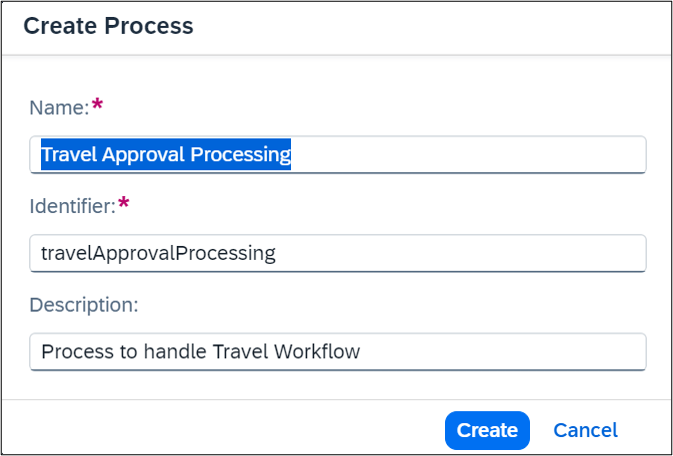 Create Process
Name:*
Travel Approval Processing
Identifier:*
travelApprovalProcessing
Description:
Process to handle Travel Workflow
Create Cancel